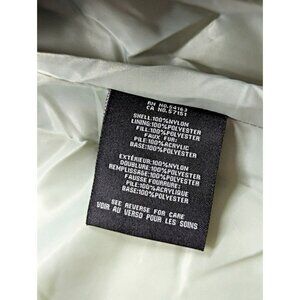 RN NO.54163
CA NO.57151
SHELL:100%NYLON
LINING:100%POLYESTER
FILL:100%POLYESTER
FAUX FUR:
PILE:100%ACRYLIC
BASE:100%POLYESTER
EXTÉRIEUR:100%NYLON
DOUBLURE:100%POLYESTER
REMPLISSAGE:100%POLYESTER
FAUSSE FOURRURE:
PILE:100%ACRYLIQUE
BASE:100%POLYESTER
SEE REVERSE FOR CARE
VOIR AU VERSO POUR LES SOINS